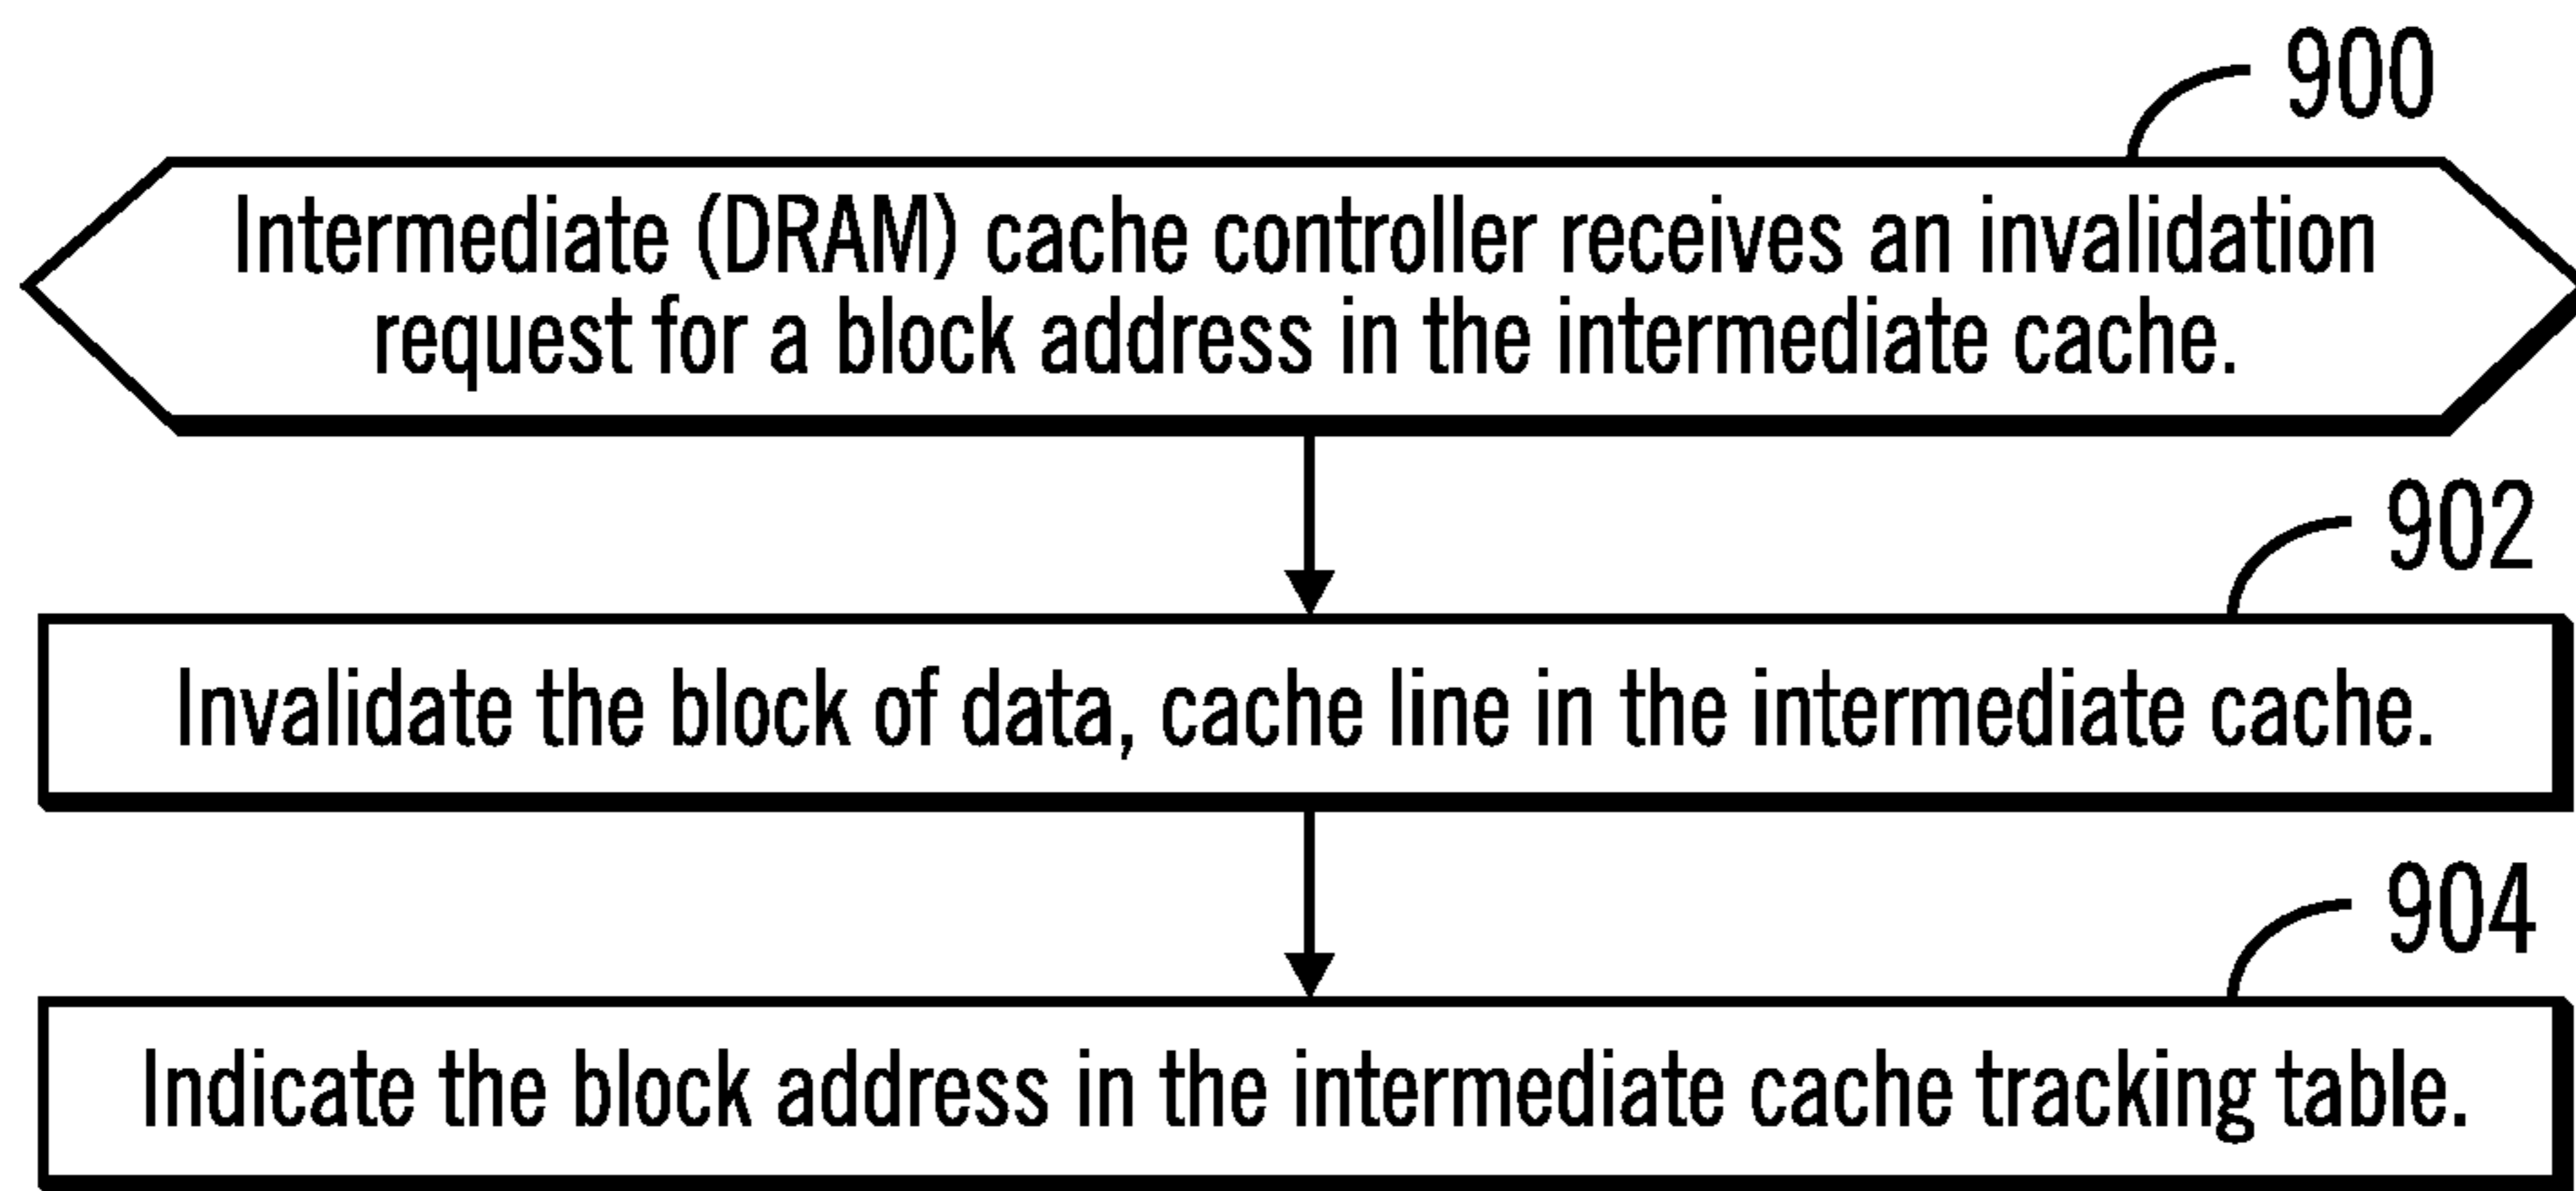 900
Intermediate (DRAM) cache controller receives an invalidation
request for a block address in the intermediate cache.
902
Invalidate the block of data, cache line in the intermediate cache.
904
Indicate the block address in the intermediate cache tracking table.